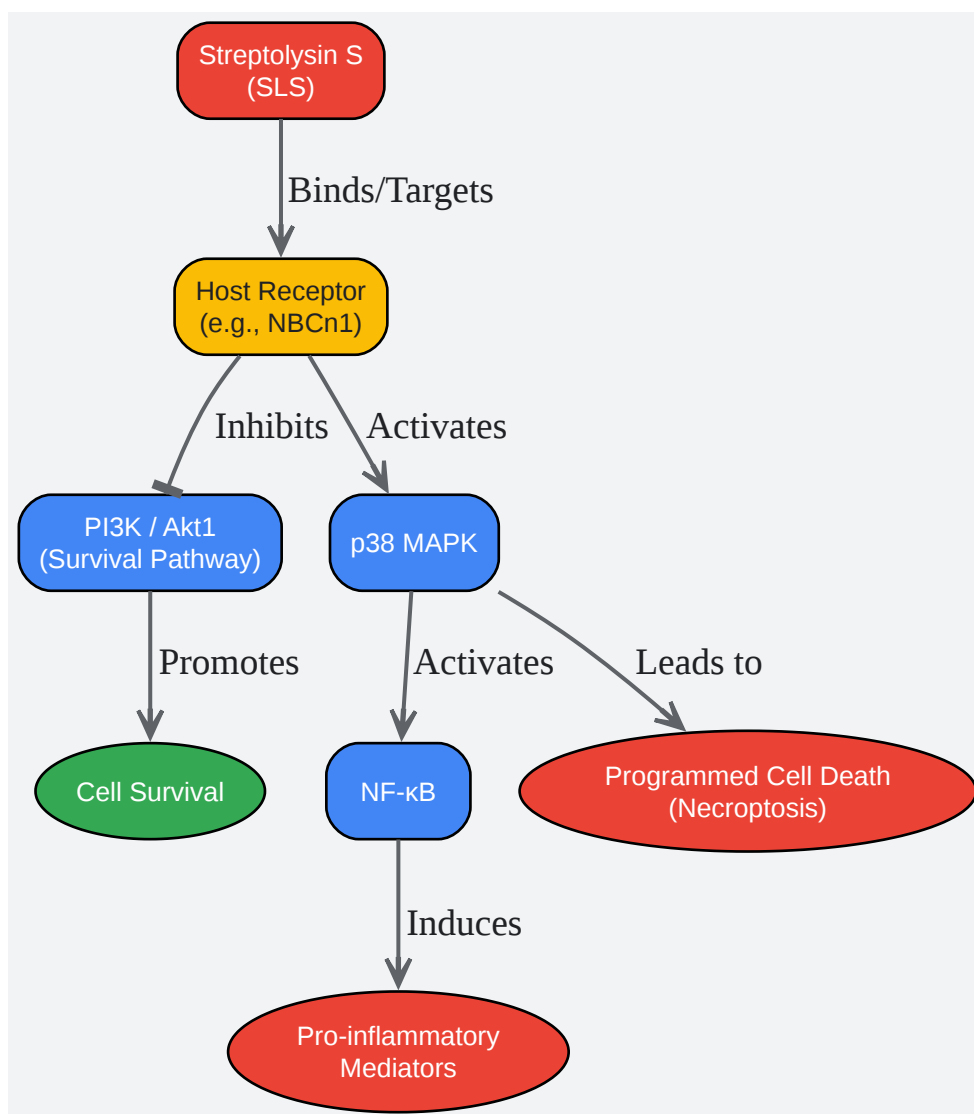 Streptolysin S
(SLS)
Binds/Targets
Host Receptor
(e.g., NBCn1)
Inhibits
Activates
PI3K / Akt1
(Survival Pathway)
p38 MAPK
Promotes
Activates
Leads to
Cell Survival
NF-κB
Programmed Cell Death
(Necroptosis)
Induces
Pro-inflammatory
Mediators